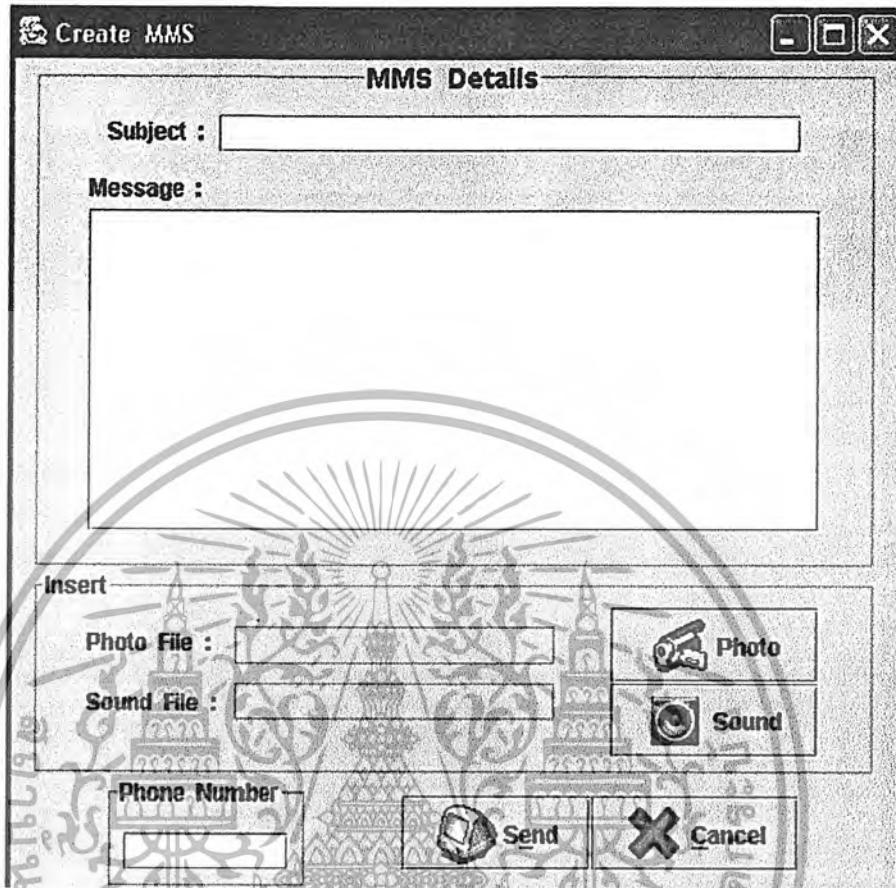 Create MMS
MMS Details
Subject :
Message :
Insert
Photo File :
Photo
Sound File :
Sound
Phone Number
Send
Cancel